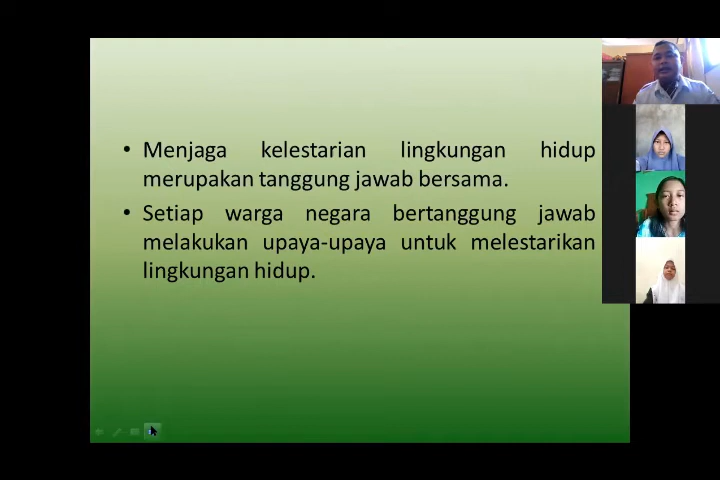 • Menjaga kelestarian lingkungan hidup
merupakan tanggung jawab bersama.
• Setiap warga negara bertanggung jawab
melakukan upaya-upaya untuk melestarikan
lingkungan hidup.